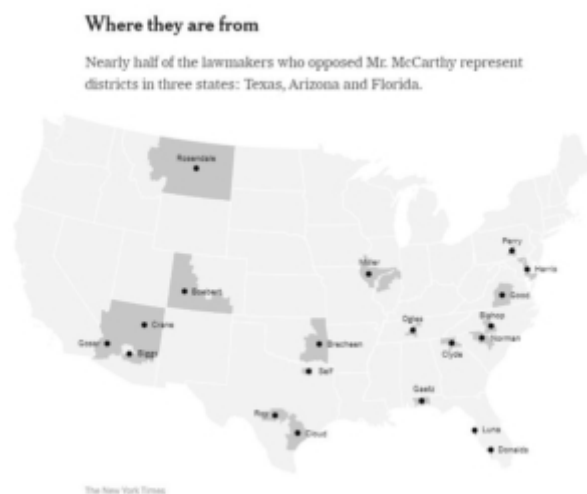 Where they are from
Nearly half of the lawmakers who opposed Mr. McCarthy represent
districts in three states: Texas, Arizona and Florida.
Rosendale
Perry
Miller
Harris
Boebert
Good
Bishop
Ogles
Crane
Norman
Gosar
Brecheen
Biggs
Clyde
Self
Gaetz
Roy
Cloud
Luna
Donalds
The New York Times